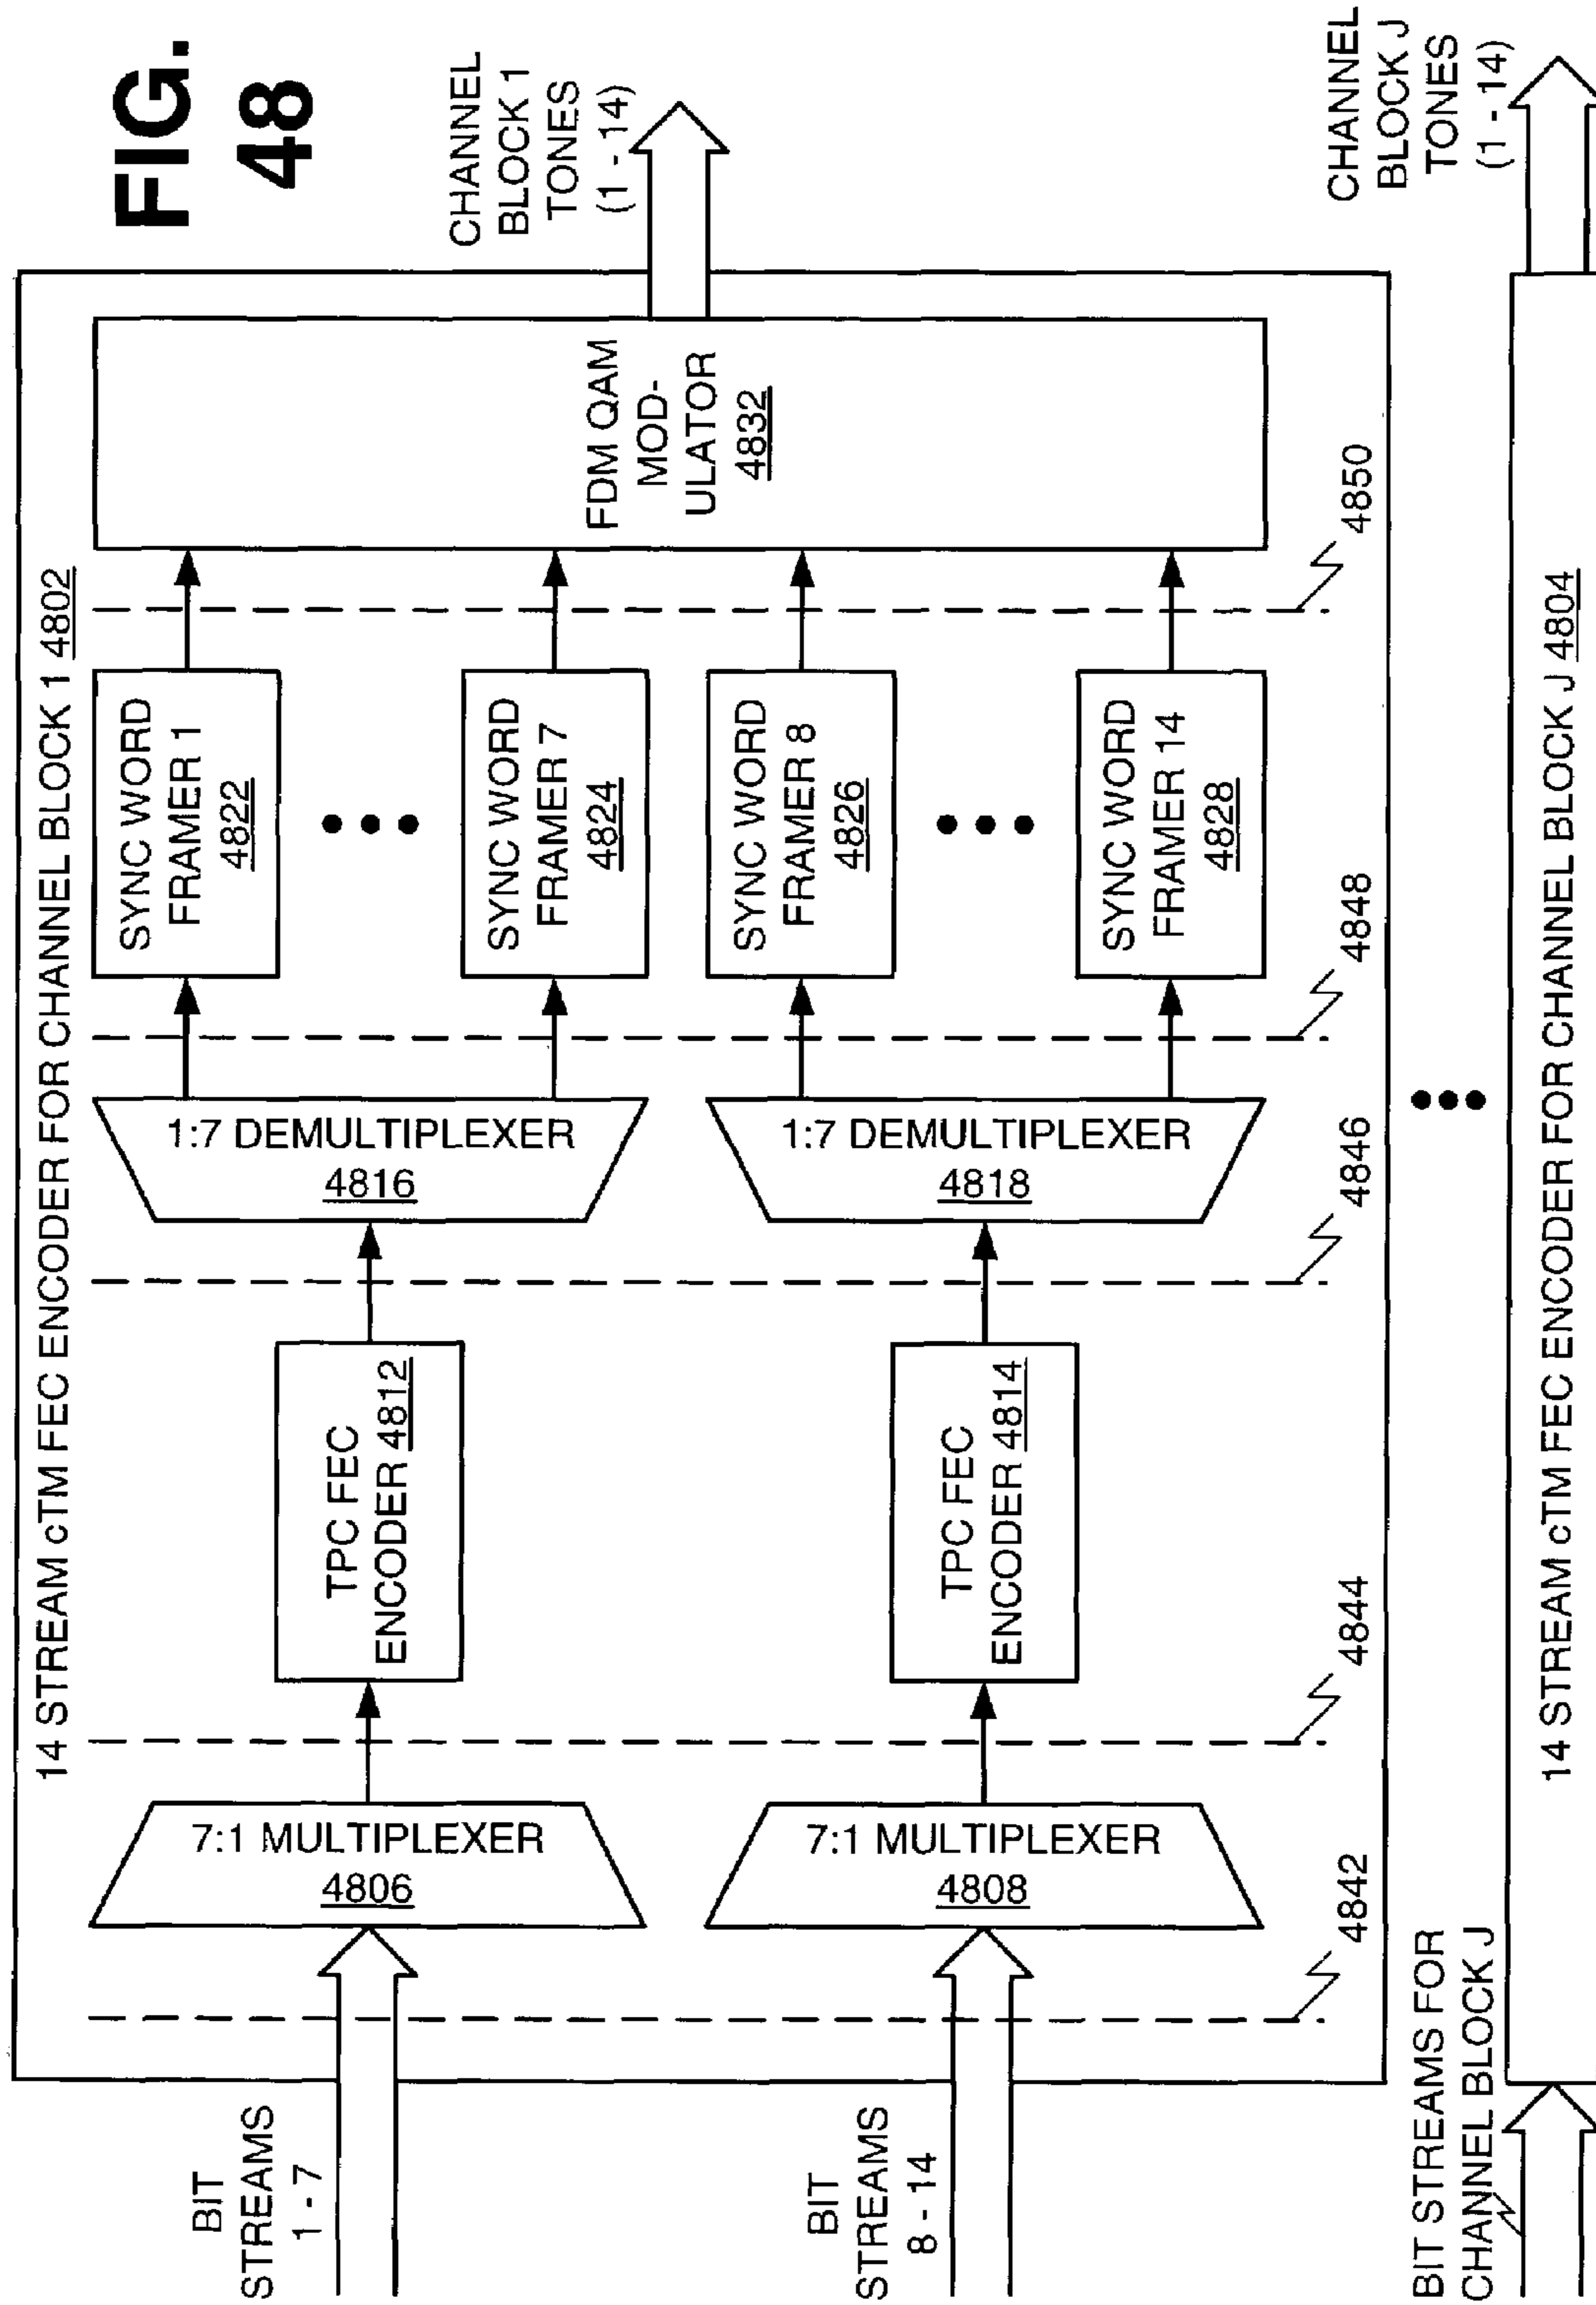 FIG.
48
14 STREAM cTM FEC ENCODER FOR CHANNEL BLOCK 1 4802
BIT
STREAMS
1 - 7
7:1 MULTIPLEXER
4806
TPC FEC
ENCODER 4812
1:7 DEMULTIPLEXER
4816
SYNC WORD
FRAMER 1
4822
SYNC WORD
FRAMER 7
4824
BIT
STREAMS
8 - 14
7:1 MULTIPLEXER
4808
TPC FEC
ENCODER 4814
1:7 DEMULTIPLEXER
4818
SYNC WORD
FRAMER 8
4826
SYNC WORD
FRAMER 14
4828
FDM QAM
MOD-
ULATOR
4832
CHANNEL
BLOCK 1
TONES
(1 - 14)
4842
4844
4846
4848
4850
BIT STREAMS FOR
CHANNEL BLOCK J
14 STREAM cTM FEC ENCODER FOR CHANNEL BLOCK J 4804
CHANNEL
BLOCK J
TONES
(1 - 14)